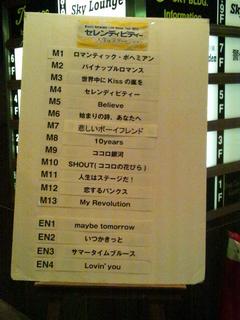 Sky Lounge
SKY BLDG.
Information
セレンディピティー
M1 ロマンティック・ボヘミアン
M2 パイナップルロマンス
M3 世界中にKissの嵐を
M4 セレンディピティー
M5 Believe
M6 始まりの詩、あなたへ
M7 悲しいボーイフレンド
M8 10years
M9 ココロ銀河
M10 SHOUT(ココロの花びら)
M11 人生はステージだ!
M12 恋するパンクス
M13 My Revolution
EN1 maybe tomorrow
EN2 いつかきっと
EN3 サマータイムブルース
EN4 Lovin'you